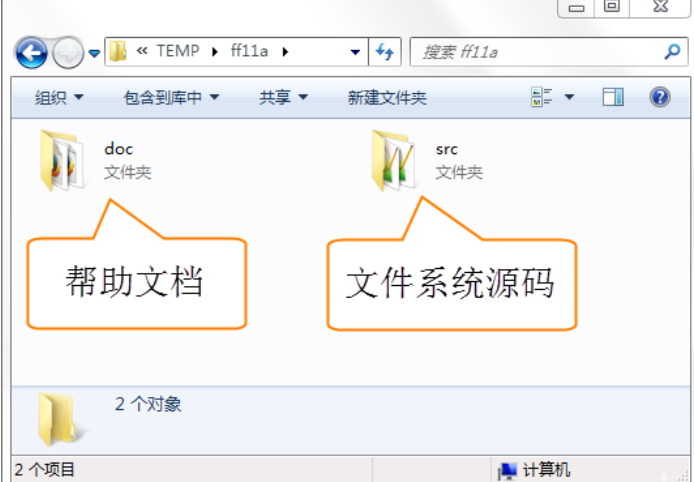 « TEMP ▸ ff11a ▸
搜索 ff11a
组织 ▼ 包含到库中 ▼ 共享 ▼ 新建文件夹
doc
文件夹
src
文件夹
帮助文档
文件系统源码
2 个对象
2 个项目
计算机